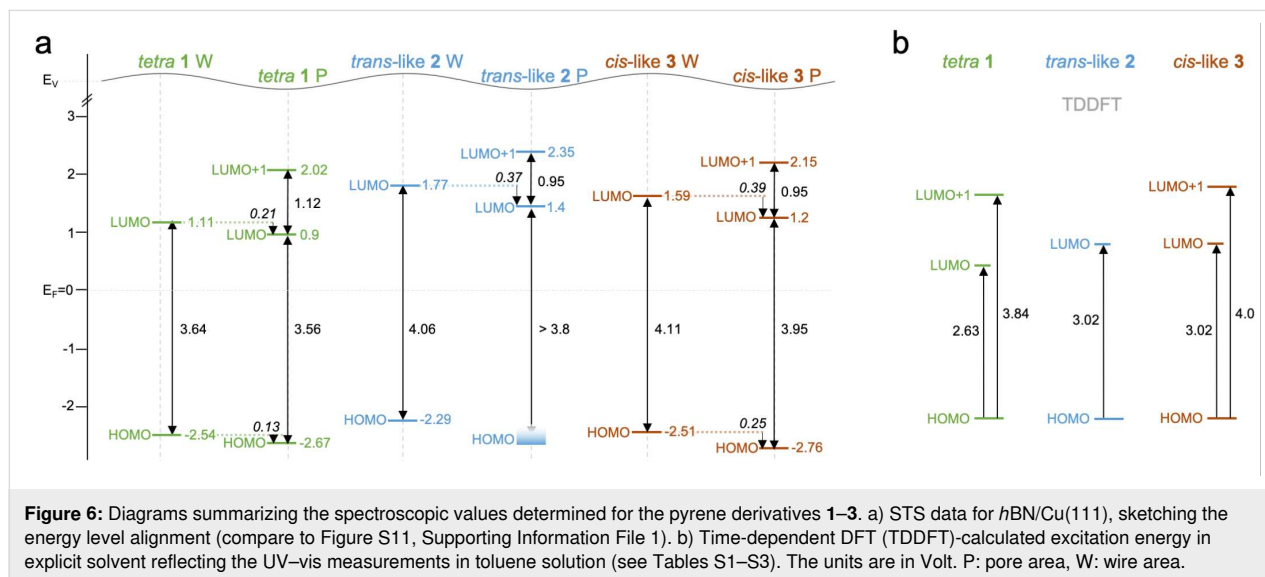 a
b
tetra 1 W
tetra 1 P
trans-like 2 W
trans-like 2 P
cis-like 3 W
cis-like 3 P
tetra 1
trans-like 2
cis-like 3
TDDFT
Eᵥ
3
2
1
E_F=0
-1
-2
LUMO 1.11
3.64
HOMO -2.54
LUMO+1 2.02
0.21
1.12
LUMO 0.9
3.56
0.13
HOMO -2.67
LUMO 1.77
4.06
HOMO -2.29
LUMO+1 2.35
0.37
0.95
LUMO 1.4
> 3.8
HOMO
LUMO 1.59
4.11
HOMO -2.51
LUMO+1 2.15
0.39
0.95
LUMO 1.2
3.95
0.25
HOMO -2.76
LUMO+1
LUMO
2.63
3.84
HOMO
LUMO
3.02
HOMO
LUMO+1
LUMO
3.02
4.0
HOMO
Figure 6: Diagrams summarizing the spectroscopic values determined for the pyrene derivatives 1–3. a) STS data for hBN/Cu(111), sketching the
energy level alignment (compare to Figure S11, Supporting Information File 1). b) Time-dependent DFT (TDDFT)-calculated excitation energy in
explicit solvent reflecting the UV–vis measurements in toluene solution (see Tables S1–S3). The units are in Volt. P: pore area, W: wire area.